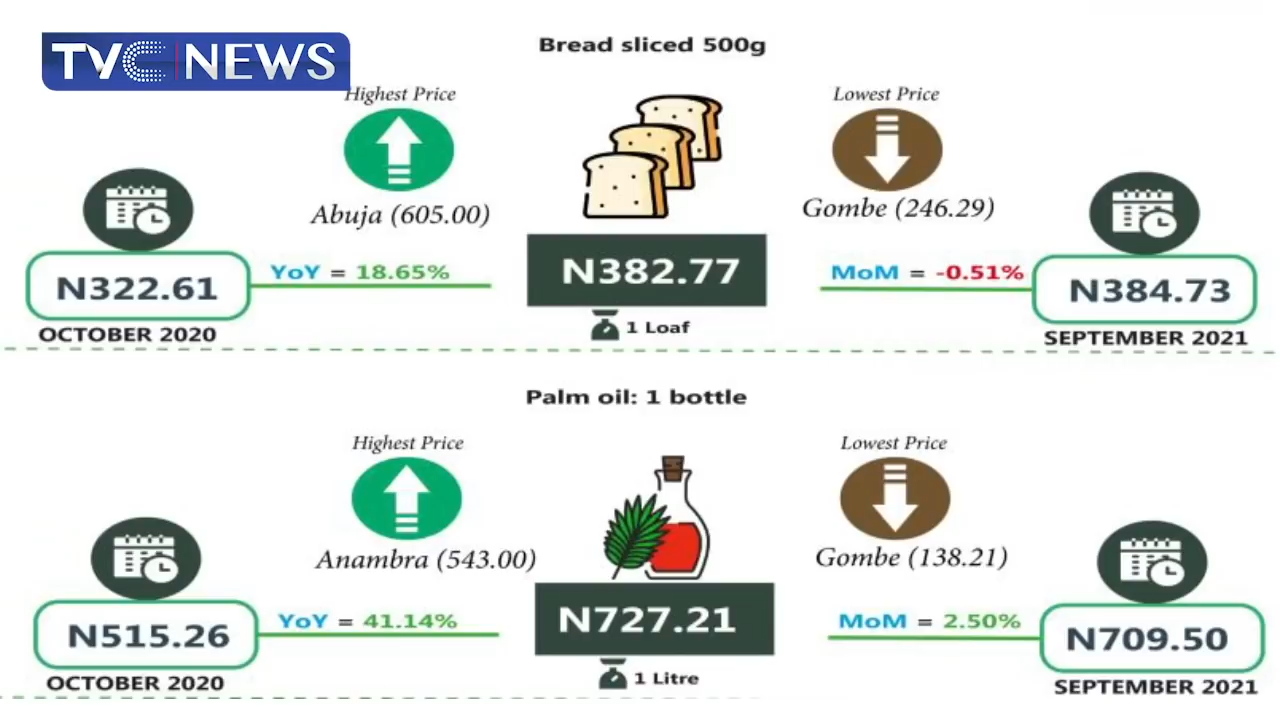 TVC NEWS
Bread sliced 500g
Highest Price
Lowest Price
Abuja (605.00)
Gombe (246.29)
YoY = 18.65%
N382.77
MoM = -0.51%
N322.61
N384.73
1 Loaf
OCTOBER 2020
SEPTEMBER 2021
Palm oil: 1 bottle
Highest Price
Lowest Price
Anambra (543.00)
Gombe (138.21)
YoY = 41.14%
N727.21
MoM = 2.50%
N515.26
N709.50
1 Litre
OCTOBER 2020
SEPTEMBER 2021